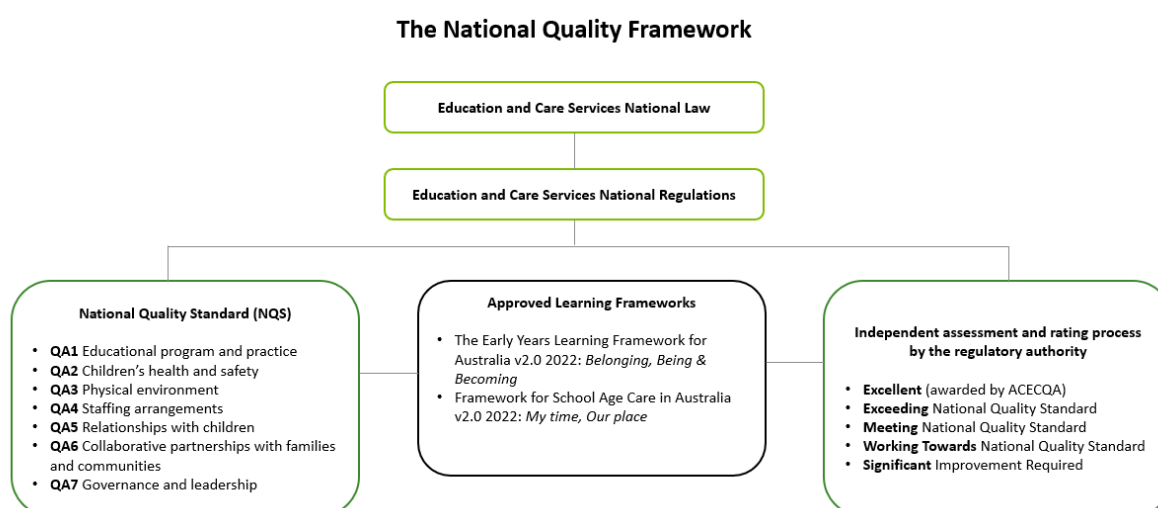 The National Quality Framework
Education and Care Services National Law
Education and Care Services National Regulations
National Quality Standard (NQS)
• QA1 Educational program and practice
• QA2 Children's health and safety
• QA3 Physical environment
• QA4 Staffing arrangements
• QA5 Relationships with children
• QA6 Collaborative partnerships with families
and communities
• QA7 Governance and leadership
Approved Learning Frameworks
• The Early Years Learning Framework for
Australia v2.0 2022: Belonging, Being &
Becoming
• Framework for School Age Care in Australia
v2.0 2022: My time, Our place
Independent assessment and rating process
by the regulatory authority
• Excellent (awarded by ACECQA)
• Exceeding National Quality Standard
• Meeting National Quality Standard
• Working Towards National Quality Standard
• Significant Improvement Required